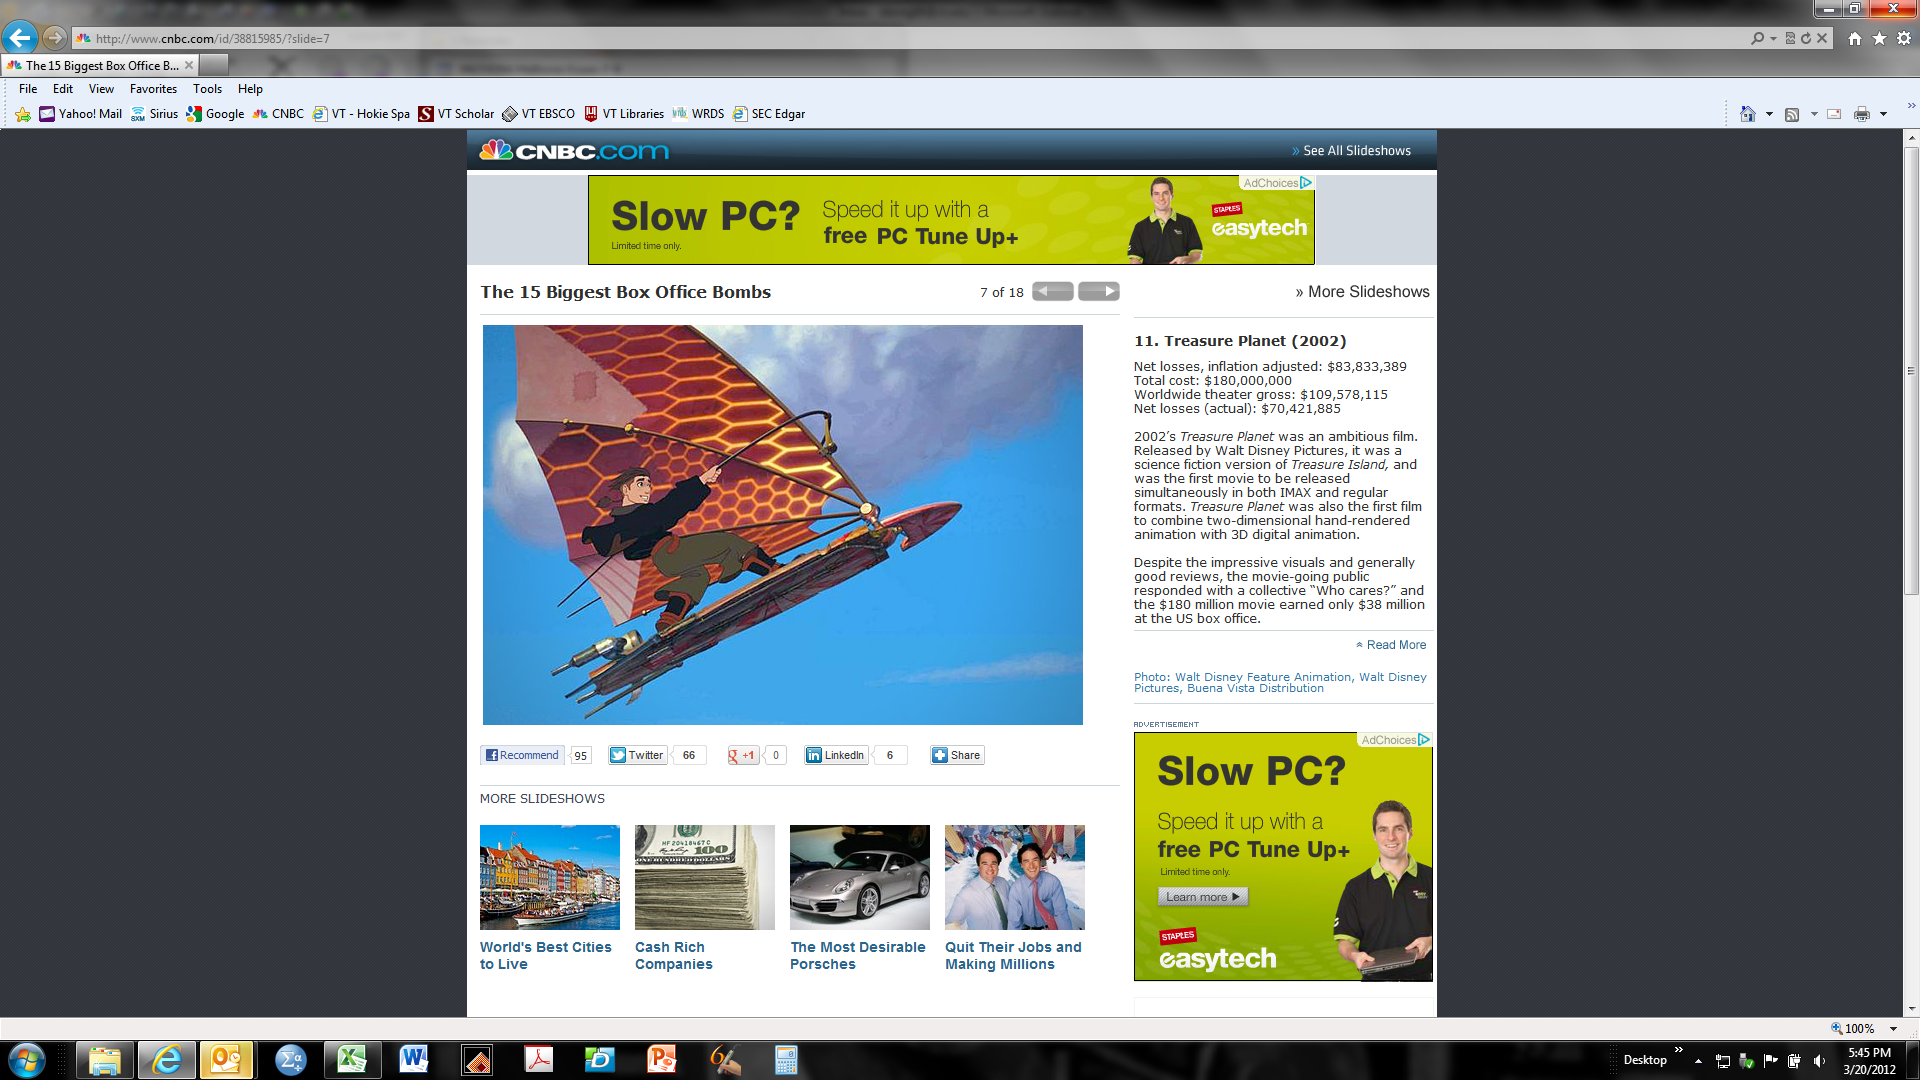 http://www.cnbc.com/id/38815985/?slide=7
The 15 Biggest Box Office B...
File Edit View Favorites Tools Help
Yahoo! Mail Sirius Google CNBC VT - Hokie Spa VT Scholar VT EBSCO VT Libraries WRDS SEC Edgar
CNBC.com
» See All Slideshows
AdChoices
Slow PC?
Limited time only.
Speed it up with a
free PC Tune Up+
STAPLES
easytech
The 15 Biggest Box Office Bombs
7 of 18
» More Slideshows
11. Treasure Planet (2002)
Net losses, inflation adjusted: $83,833,389
Total cost: $180,000,000
Worldwide theater gross: $109,578,115
Net losses (actual): $70,421,885
2002’s Treasure Planet was an ambitious film.
Released by Walt Disney Pictures, it was a
science fiction version of Treasure Island, and
was the first movie to be released
simultaneously in both IMAX and regular
formats. Treasure Planet was also the first film
to combine two-dimensional hand-rendered
animation with 3D digital animation.
Despite the impressive visuals and generally
good reviews, the movie-going public
responded with a collective “Who cares?” and
the $180 million movie earned only $38 million
at the US box office.
Read More
Photo: Walt Disney Feature Animation, Walt Disney
Pictures, Buena Vista Distribution
Recommend 95 Twitter 66 +1 0 LinkedIn 6 Share
MORE SLIDESHOWS
HF 20418467 C
100
ONE HUNDRED DOLLARS
World's Best Cities
to Live
Cash Rich
Companies
The Most Desirable
Porsches
Quit Their Jobs and
Making Millions
ADVERTISEMENT
AdChoices
Slow PC?
Speed it up with a
free PC Tune Up+
Limited time only.
Learn more
STAPLES
easytech
100%
Desktop
5:45 PM
3/20/2012